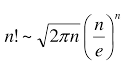 n! ~ √(2πn) (n/e)^n